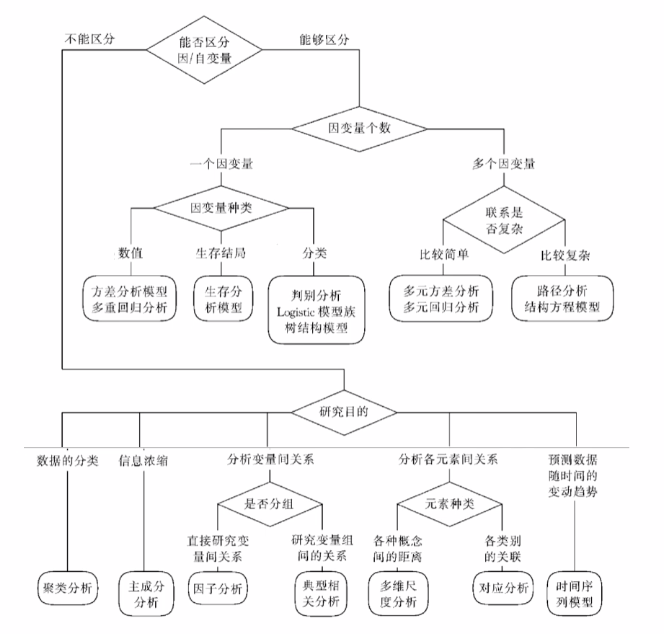 不能区分
能否区分
因/自变量
能够区分
因变量个数
一个因变量
多个因变量
因变量种类
联系是
否复杂
数值
生存结局
分类
比较简单
比较复杂
方差分析模型
多重回归分析
生存分
析模型
判别分析
Logistic 模型族
树结构模型
多元方差分析
多元回归分析
路径分析
结构方程模型
研究目的
数据的分类
信息浓缩
分析变量间关系
分析各元素间关系
预测数据
随时间的
变动趋势
是否分组
元素种类
直接研究变
量间关系
研究变量组
间的关系
各种概念
间的距离
各类别
的关联
聚类分析
主成分
分析
因子分析
典型相
关分析
多维尺
度分析
对应分析
时间序
列模型